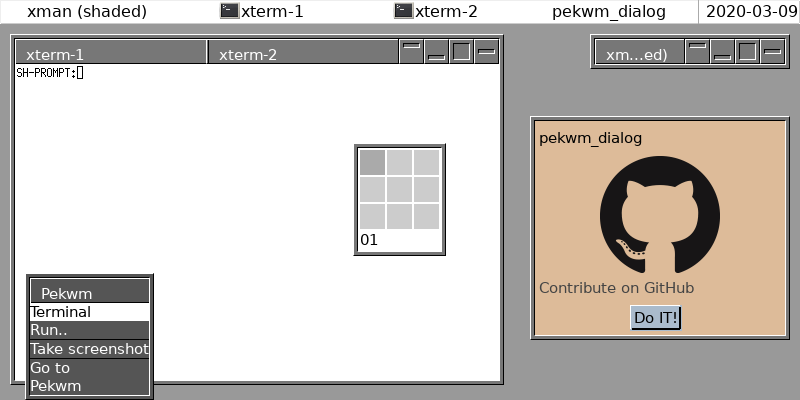 xman (shaded) xterm-1 xterm-2 pekwm_dialog 2020-03-09
xterm-1 xterm-2
xm...ed)
SH-PROMPT:
pekwm_dialog
01
Contribute on GitHub
Do IT!
Pekwm
Terminal
Run..
Take screenshot
Go to
Pekwm